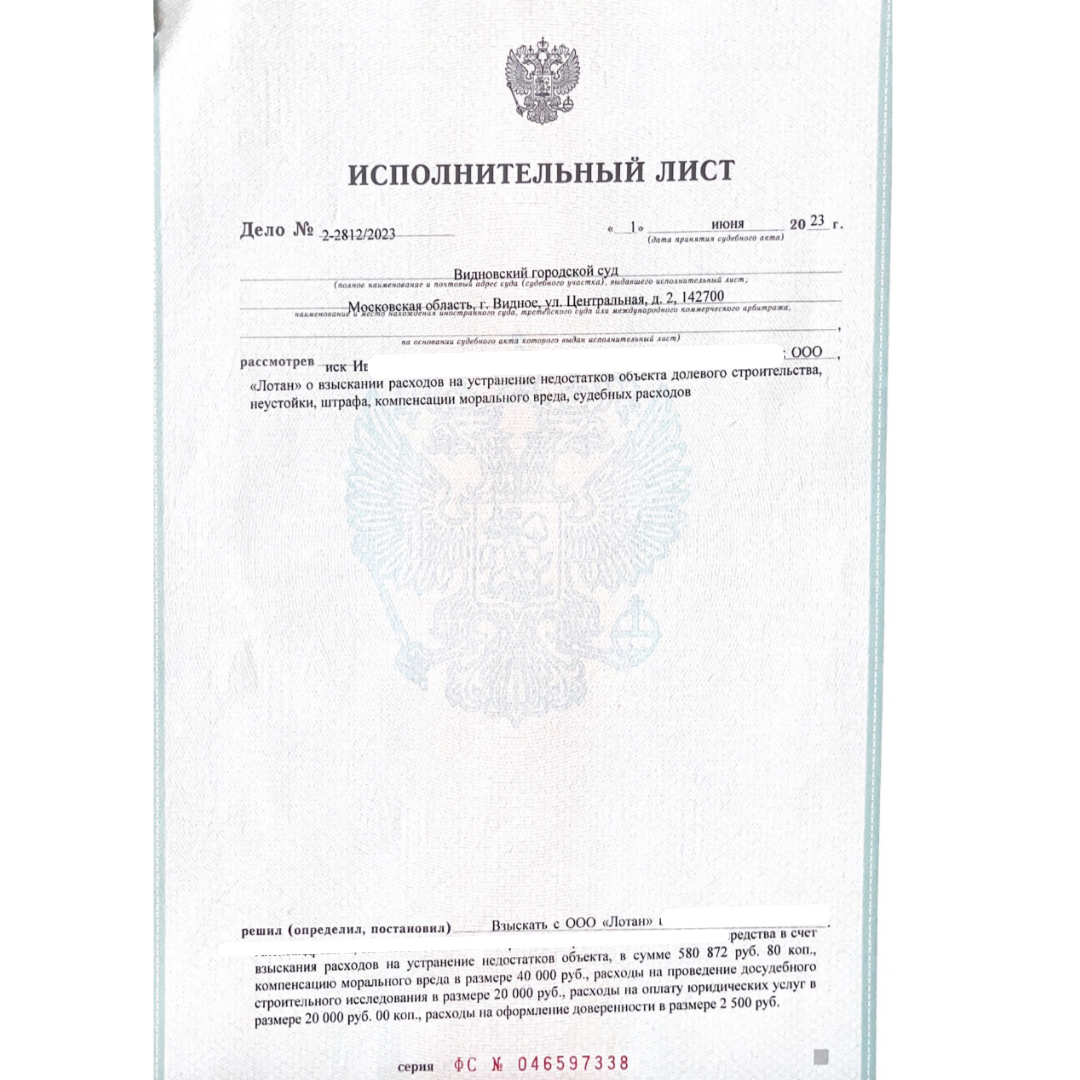 ИСПОЛНИТЕЛЬНЫЙ ЛИСТ
Дело № 2-2812/2023 « 1 » июня 20 23 г.
(дата принятия судебного акта)
Видновский городской суд
(полное наименование и почтовый адрес суда (судебного участка), выдавшего исполнительный лист;
Московская область, г. Видное, ул. Центральная, д. 2, 142700
наименование и место нахождения иностранного суда, третейского суда или международного коммерческого арбитража,
,
на основании судебного акта которого выдан исполнительный лист)
рассмотрев иск ; ООО ,
«Лотан» о взыскании расходов на устранение недостатков объекта долевого строительства,
неустойки, штрафа, компенсации морального вреда, судебных расходов
решил (определил, постановил) Взыскать с ООО «Лотан» .
редства в счет
взыскания расходов на устранение недостатков объекта, в сумме 580 872 руб. 80 коп.,
компенсацию морального вреда в размере 40 000 руб., расходы на проведение досудебного
строительного исследования в размере 20 000 руб., расходы на оплату юридических услуг в
размере 20 000 руб. 00 коп., расходы на оформление доверенности в размере 2 500 руб.
серия ФС № 046597338